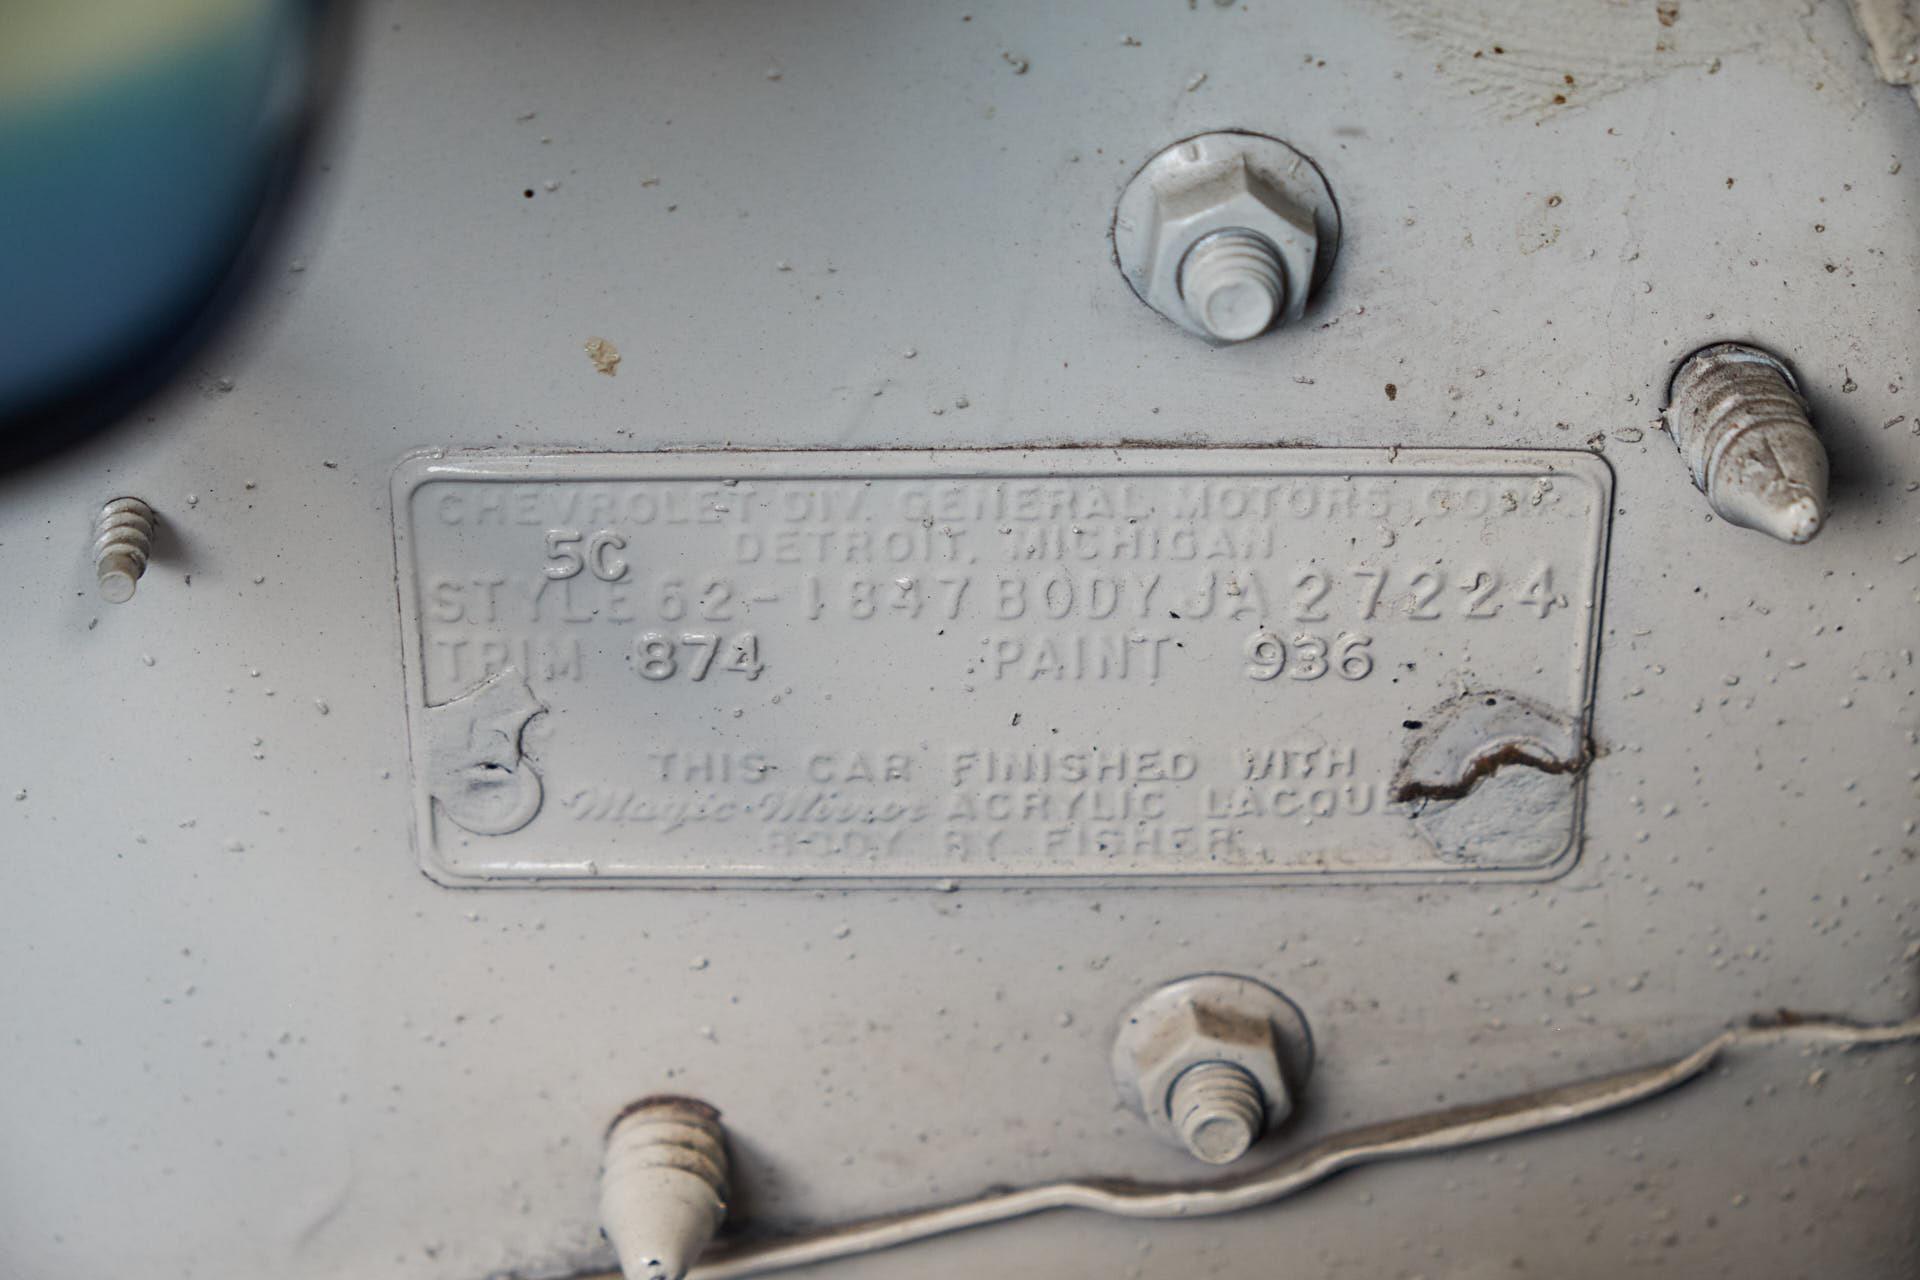 CHEVROLET DIV. GENERAL MOTORS CORP.
5C DETROIT, MICHIGAN
STYLE 62-1847 BODY JA 27224
TRIM 874 PAINT 936
THIS CAR FINISHED WITH
Magic-Mirror ACRYLIC LACQUE
BODY BY FISHER